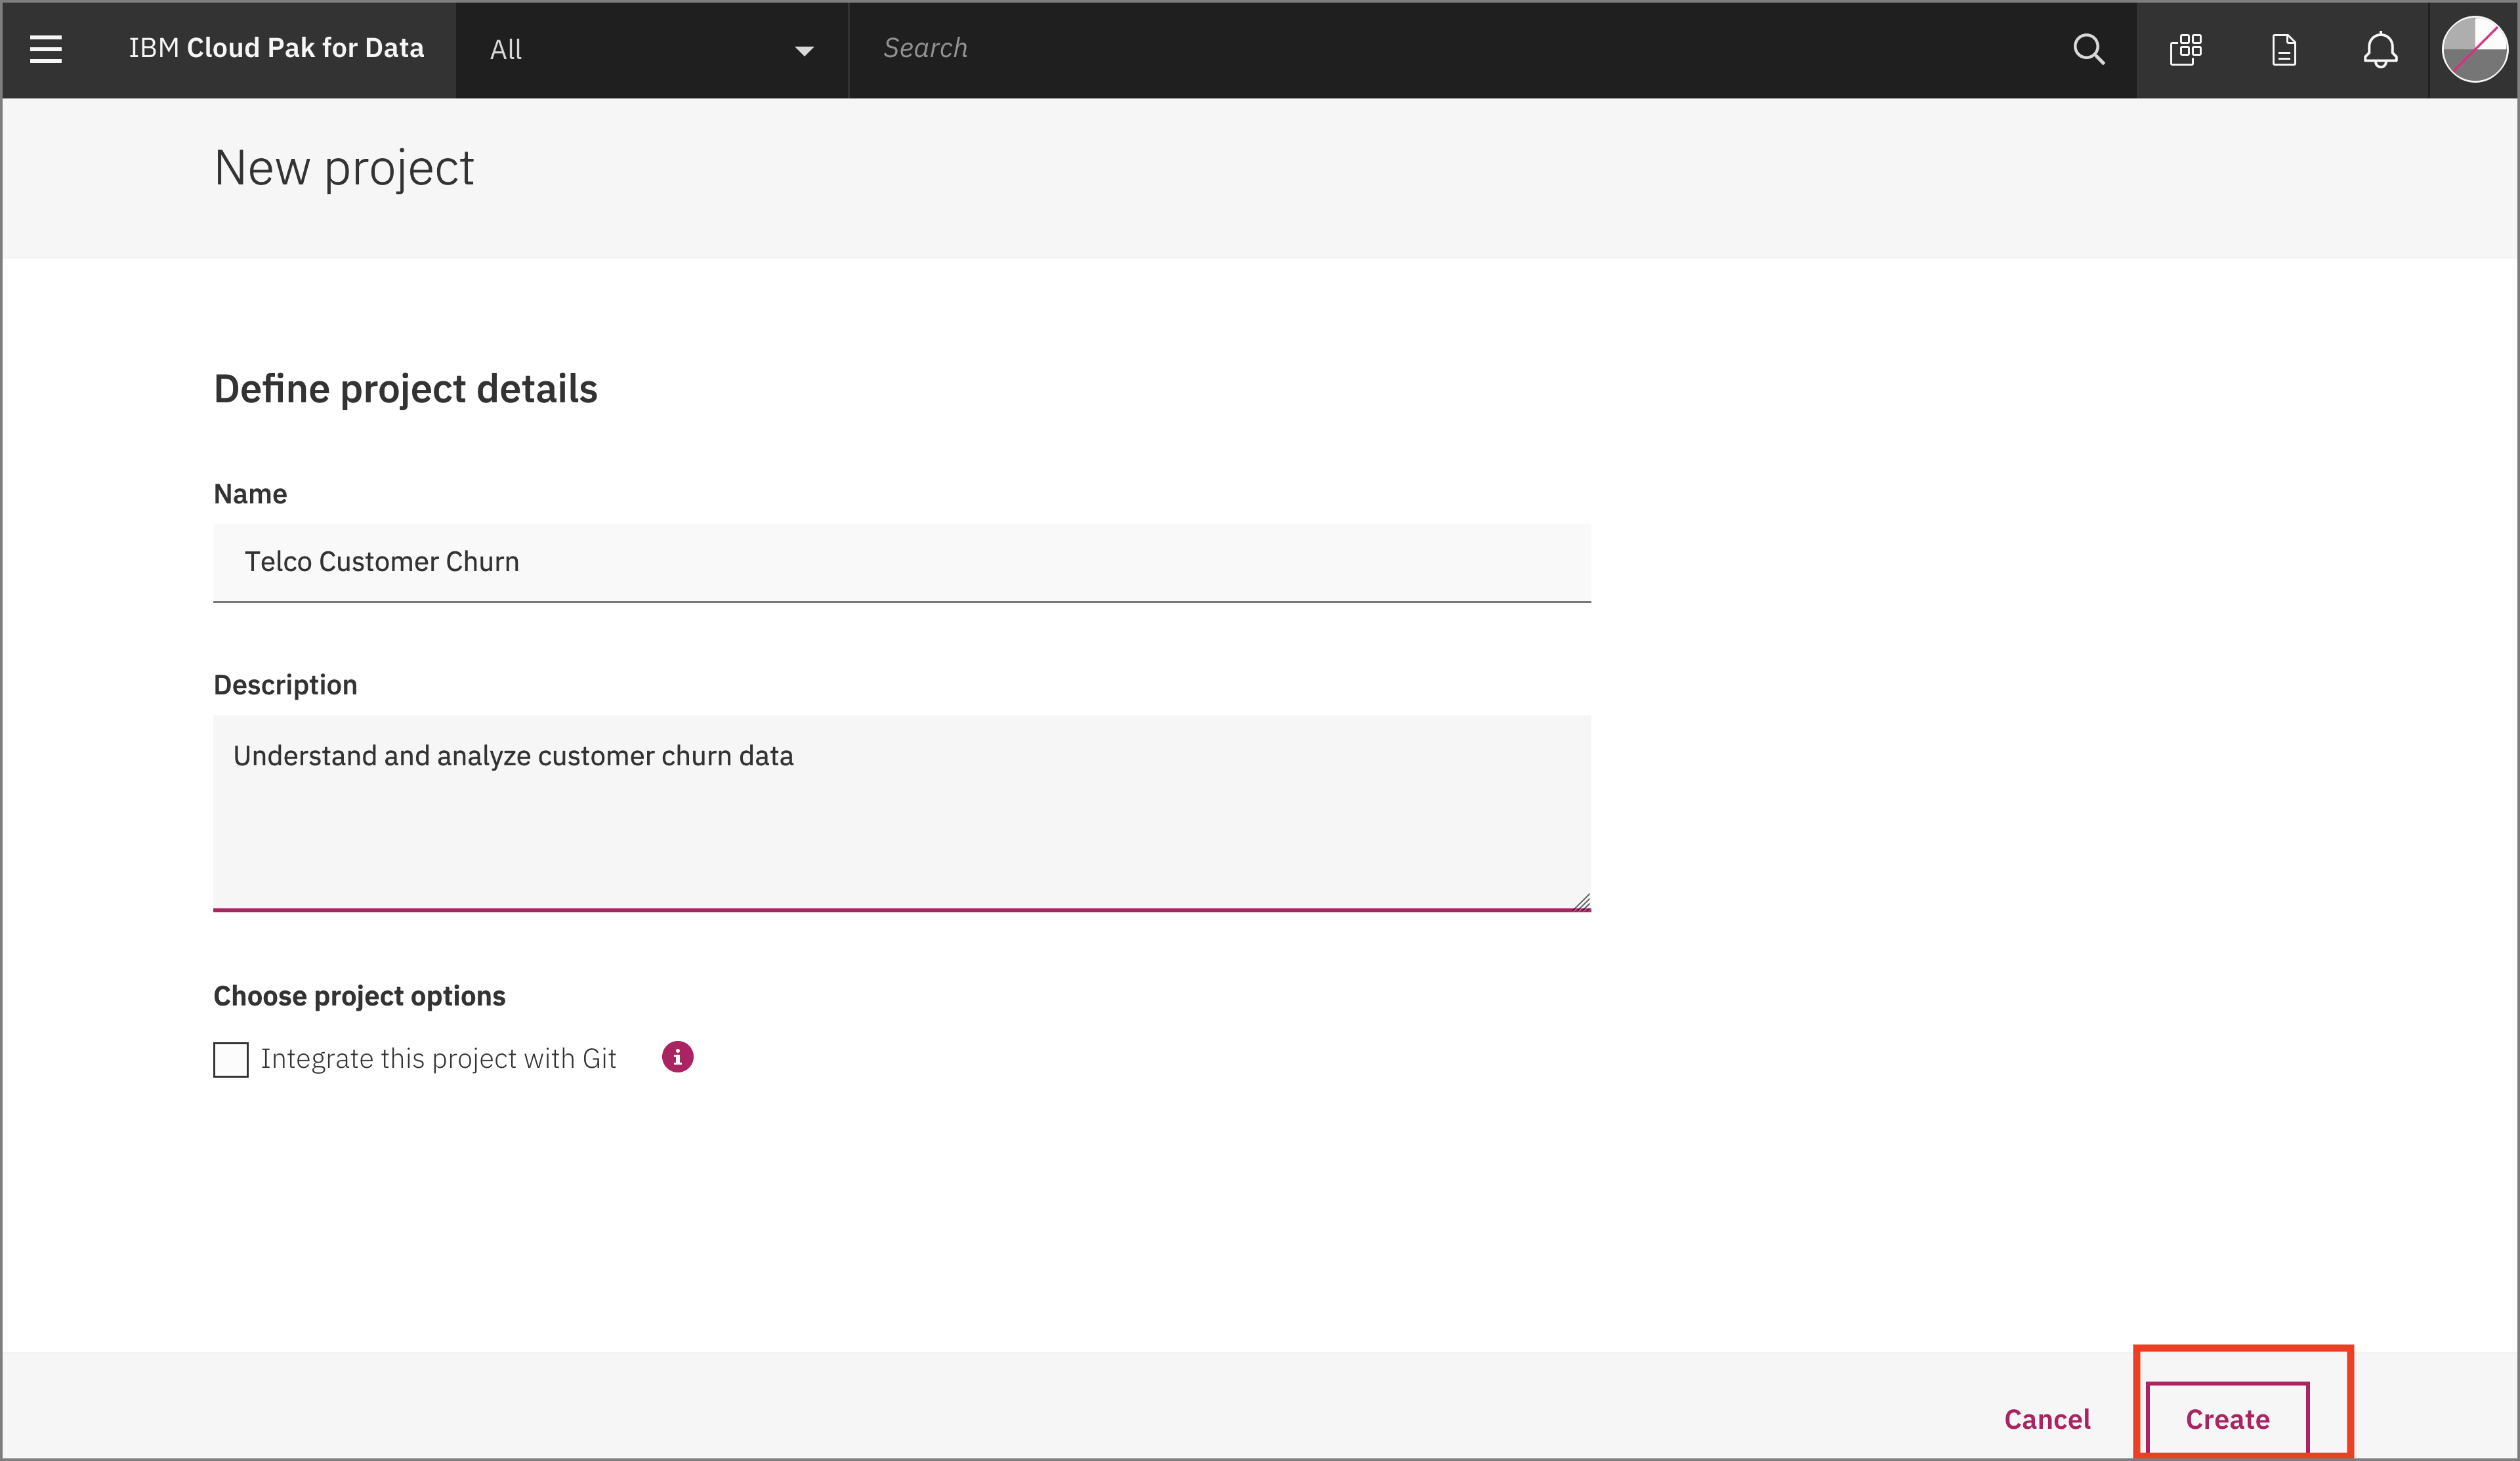 IBM Cloud Pak for Data
All
Search
New project
Define project details
Name
Telco Customer Churn
Description
Understand and analyze customer churn data
Choose project options
Integrate this project with Git
Cancel
Create